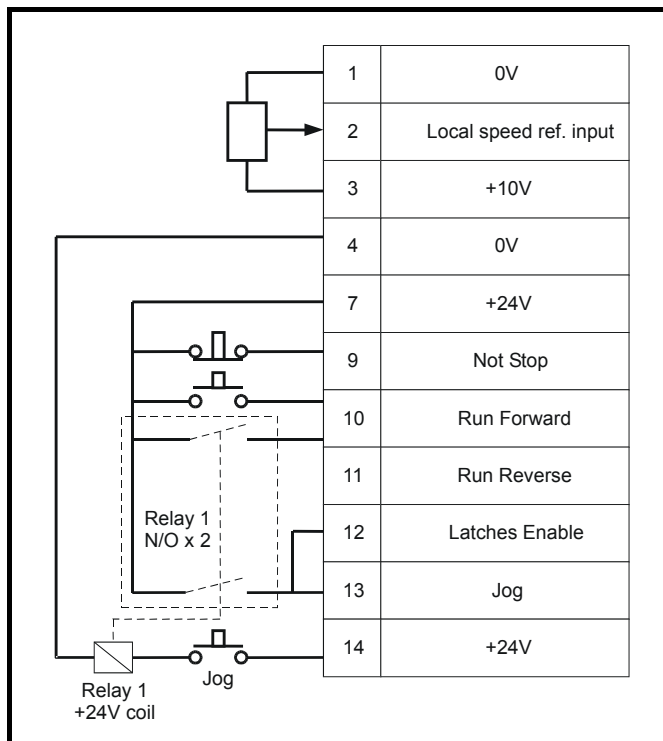 1 0V
2 Local speed ref. input
3 +10V
4 0V
7 +24V
9 Not Stop
10 Run Forward
11 Run Reverse
Relay 1
N/O x 2
12 Latches Enable
13 Jog
14 +24V
Jog
Relay 1
+24V coil